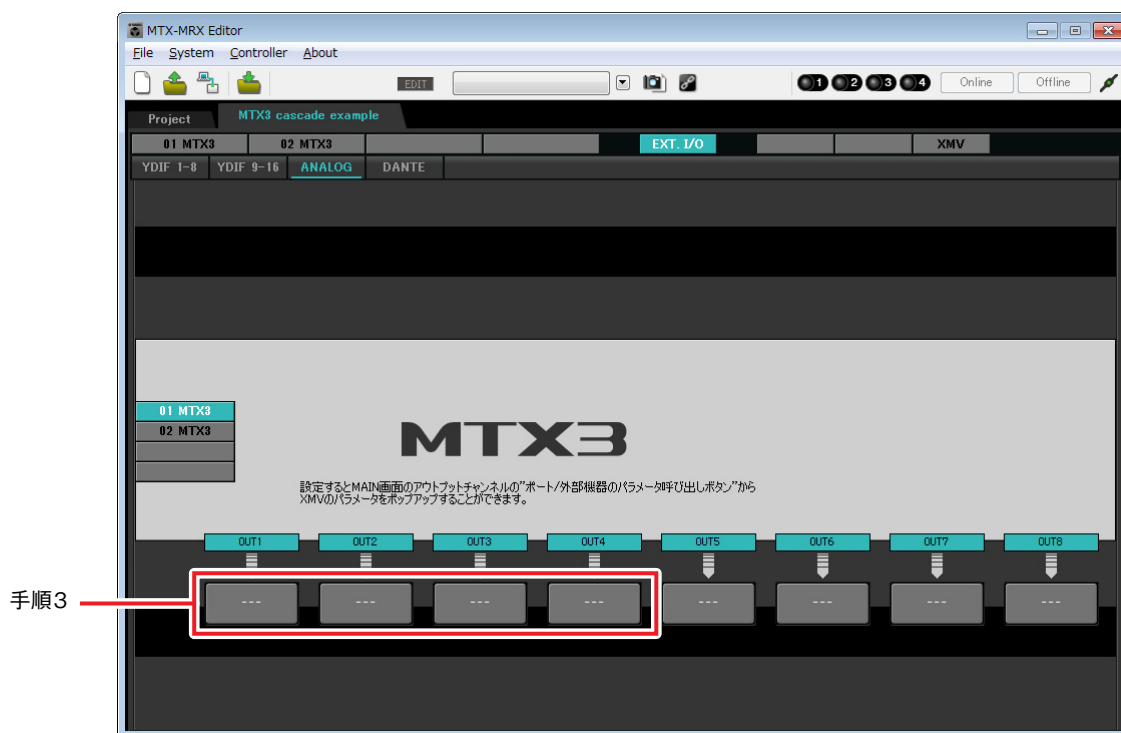 MTX-MRX Editor
File System Controller About
EDIT 1 2 3 4 Online Offline
Project MTX3 cascade example
01 MTX3 02 MTX3 EXT. I/O XMV
YDIF 1-8 YDIF 9-16 ANALOG DANTE
01 MTX3
02 MTX3
MTX3
設定するとMAIN画面のアウトプットチャンネルの"ポート/外部機器のパラメータ呼び出しボタン"から
XMVのパラメータをポップアップすることができます。
OUT1 OUT2 OUT3 OUT4 OUT5 OUT6 OUT7 OUT8
手順3 --- --- --- --- --- --- --- ---